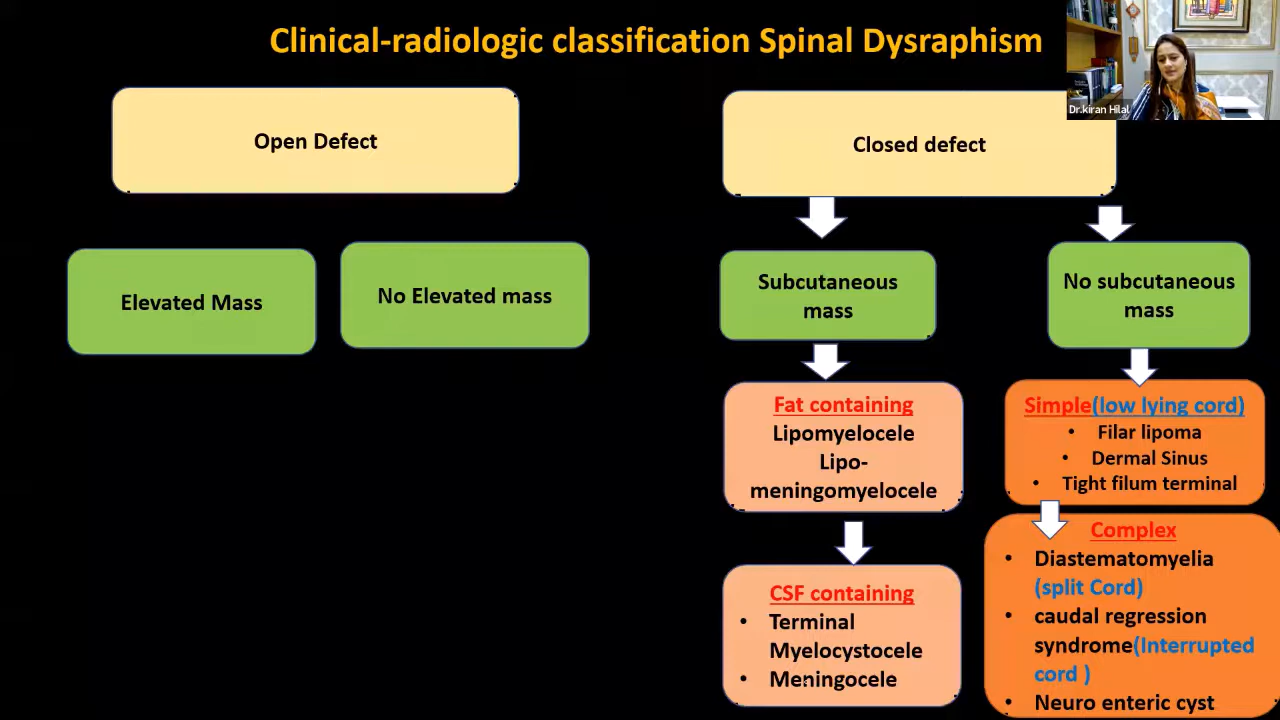 Clinical-radiologic classification Spinal Dysraphism
Dr.kiran Hilal
Open Defect
Closed defect
Elevated Mass
No Elevated mass
Subcutaneous
mass
No subcutaneous
mass
Fat containing
Lipomyelocele
Lipo-
meningomyelocele
Simple(low lying cord)
• Filar lipoma
• Dermal Sinus
• Tight filum terminal
CSF containing
• Terminal
Myelocystocele
• Meningocele
Complex
• Diastematomyelia
(split Cord)
• caudal regression
syndrome(Interrupted
cord )
• Neuro enteric cyst